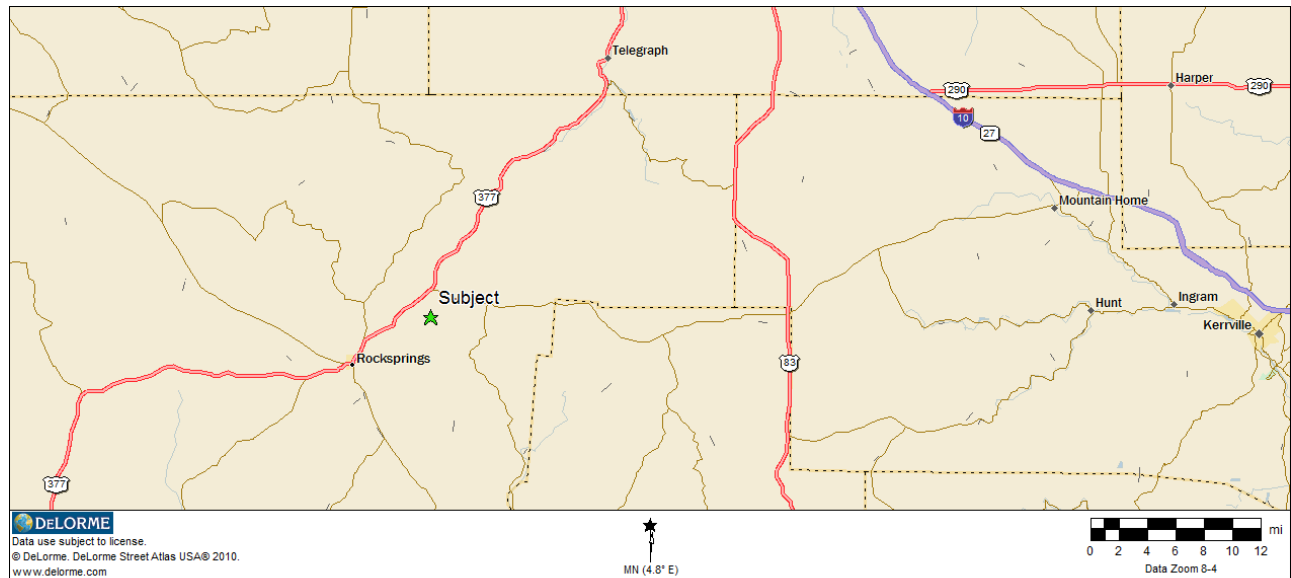 Telegraph
Harper
290
290
10
27
377
Mountain Home
Subject
Hunt
Ingram
Kerrville
Rocksprings
83
377
DELORME
Data use subject to license.
© DeLorme. DeLorme Street Atlas USA® 2010.
www.delorme.com
MN (4.8° E)
mi
0 2 4 6 8 10 12
Data Zoom 8-4